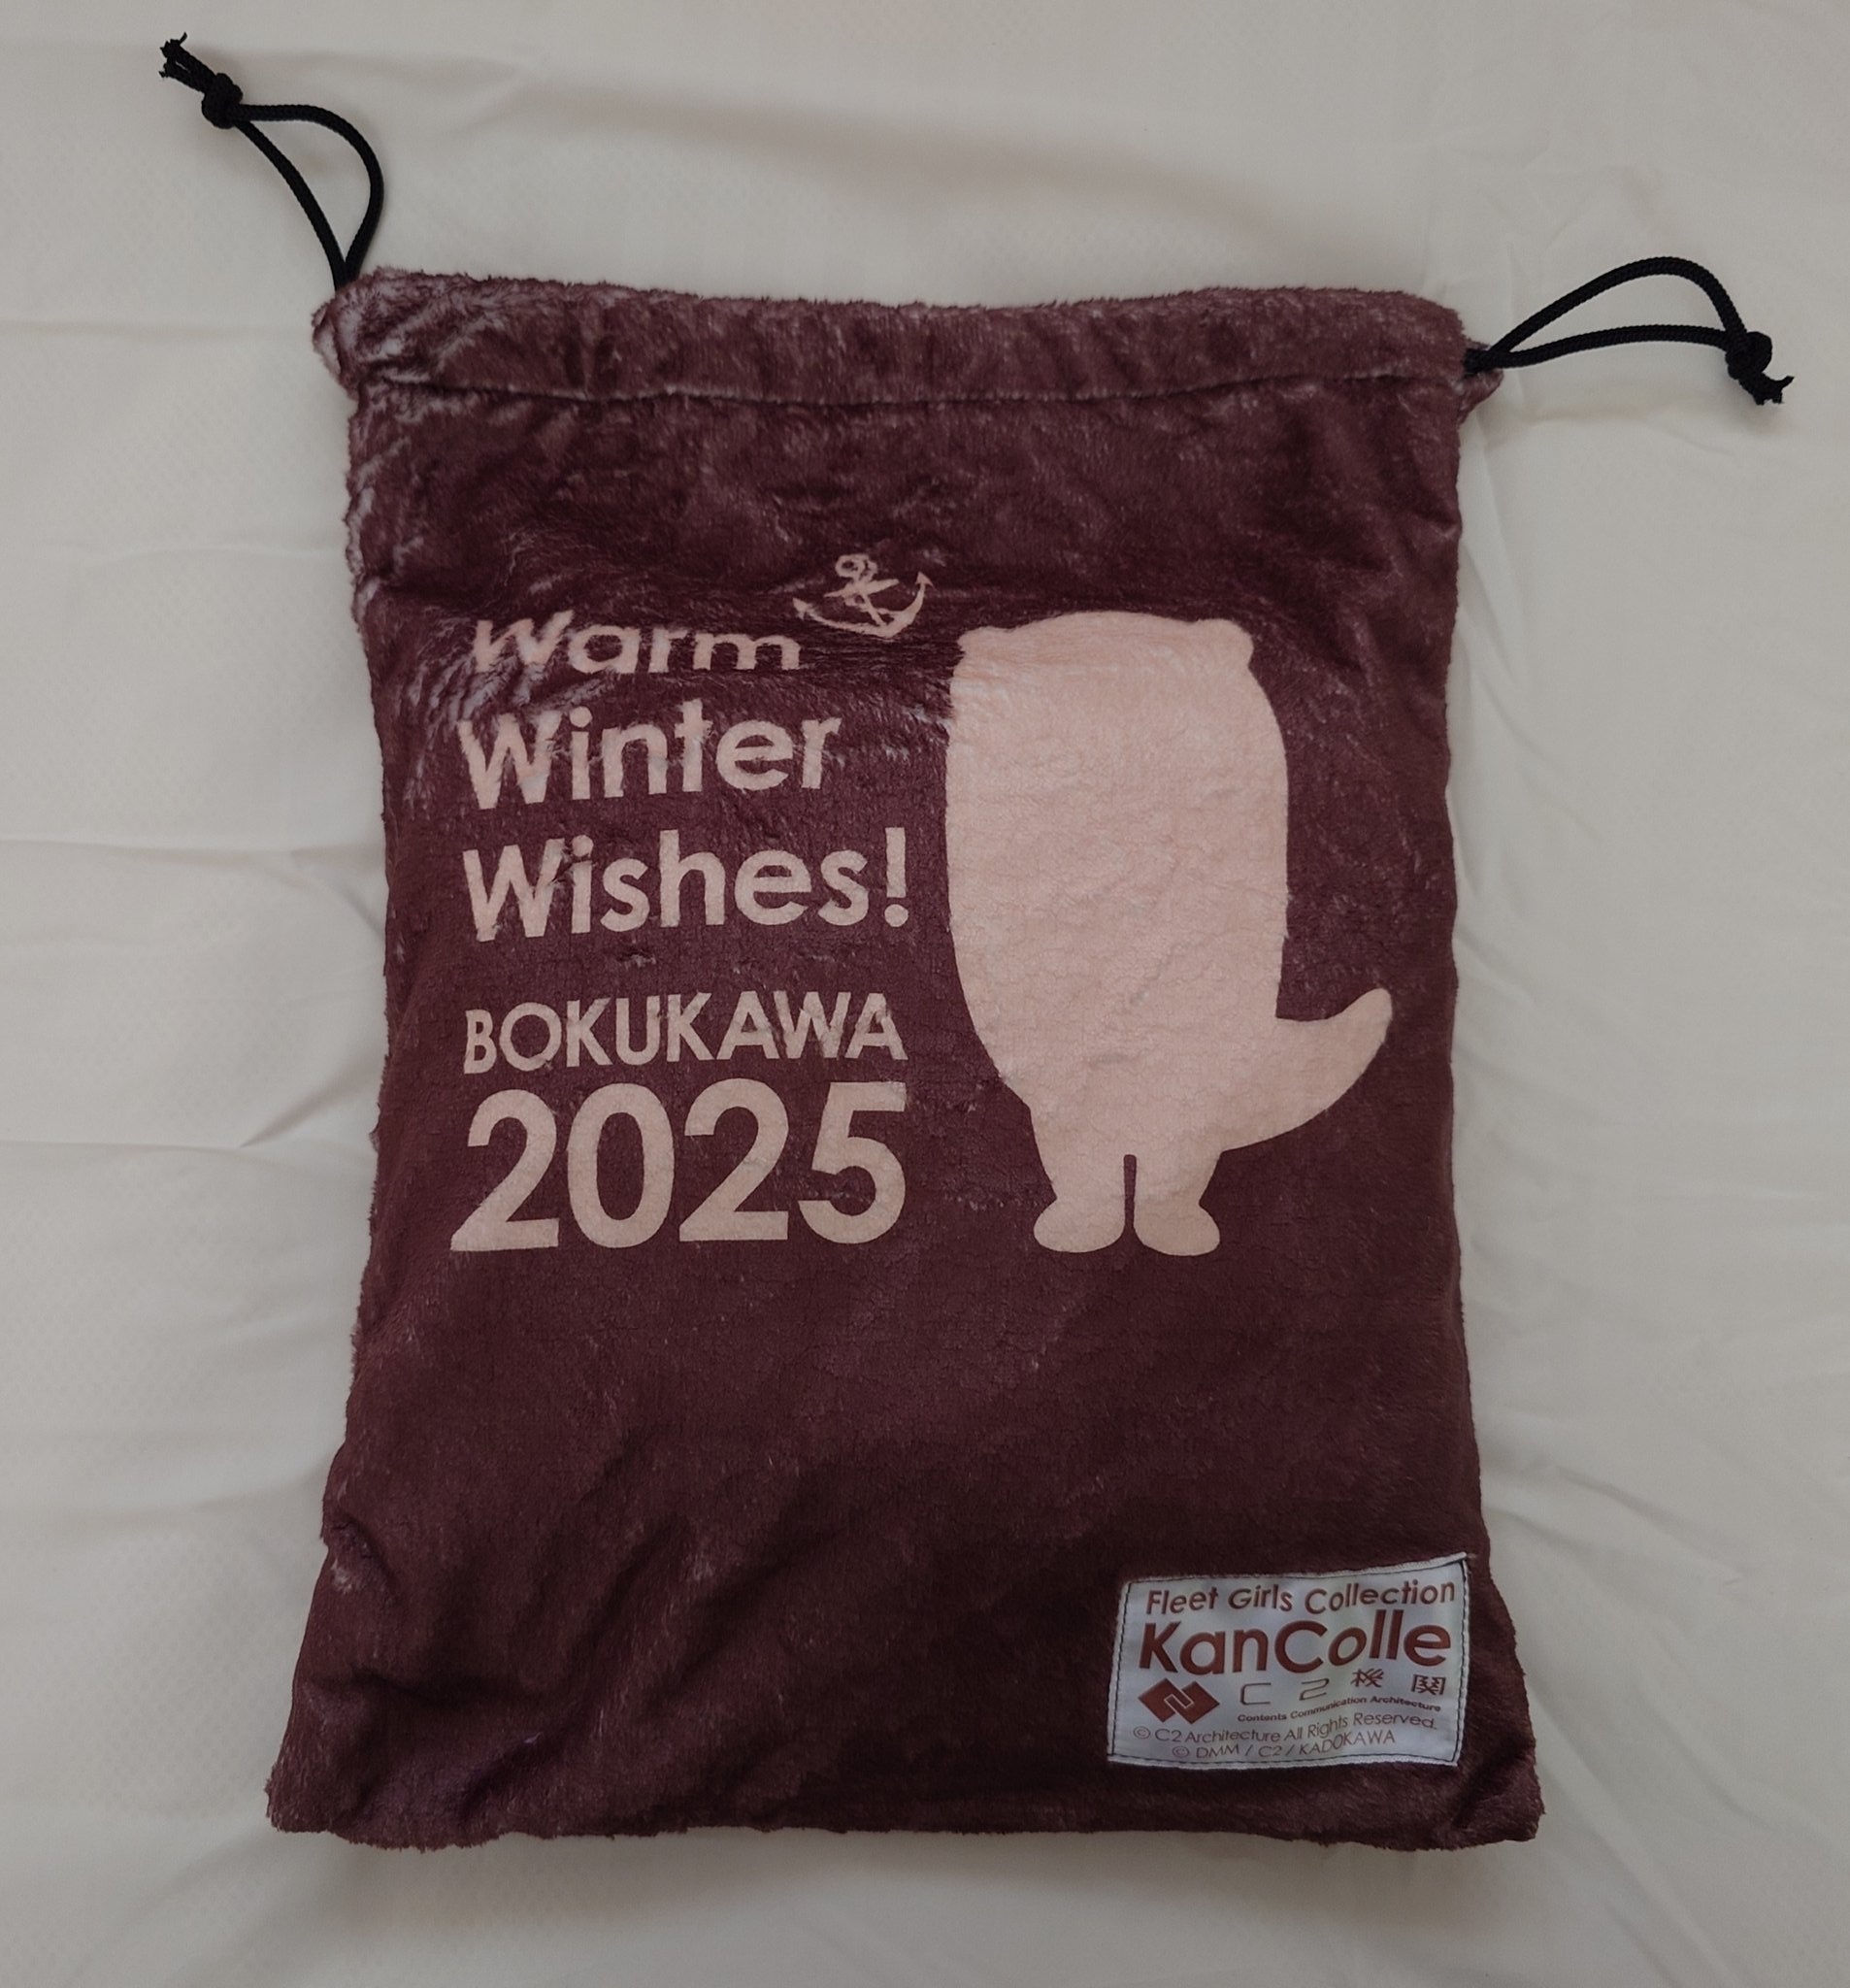 Warm
Winter
Wishes!
BOKUKAWA
2025
Fleet Girls Collection
KanColle
C2機関
Contents Communication Architecture
© C2 Architecture All Rights Reserved.
© DMM / C2 / KADOKAWA